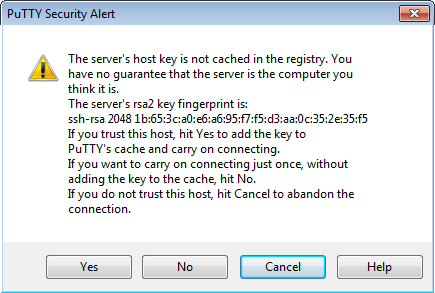 PuTTY Security Alert
The server's host key is not cached in the registry. You
have no guarantee that the server is the computer you
think it is.
The server's rsa2 key fingerprint is:
ssh-rsa 2048 1b:65:3c:a0:e6:a6:95:f7:f5:d3:aa:0c:35:2e:35:f5
If you trust this host, hit Yes to add the key to
PuTTY's cache and carry on connecting.
If you want to carry on connecting just once, without
adding the key to the cache, hit No.
If you do not trust this host, hit Cancel to abandon the
connection.
Yes
No
Cancel
Help